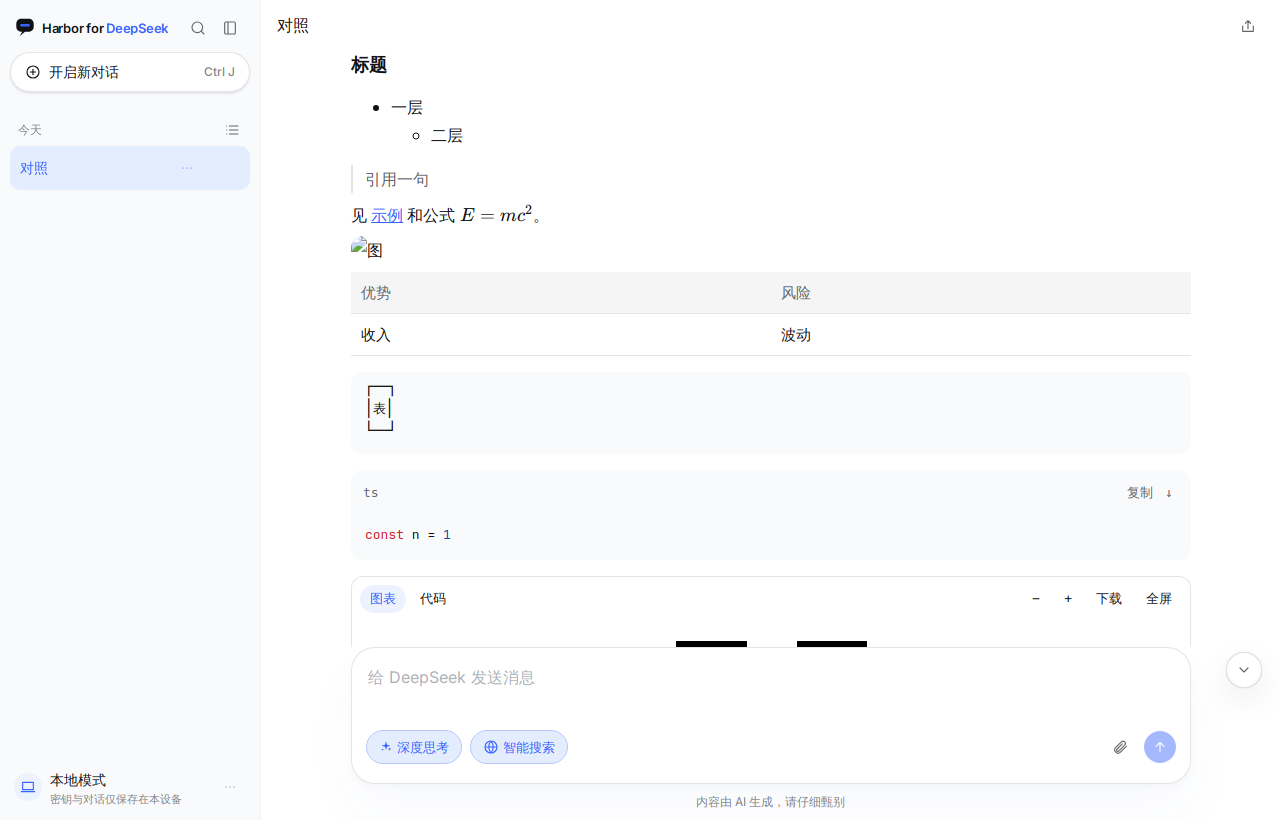 Harbor for DeepSeek
开启新对话 Ctrl J
今天
对照
本地模式
密钥与对话仅保存在本设备
对照
标题
一层
二层
引用一句
见 示例 和公式 E = mc²。
图
优势 风险
收入 波动
┌──┐
│表│
└──┘
ts 复制 ↓
const n = 1
图表 代码 − + 下载 全屏
给 DeepSeek 发送消息
深度思考 智能搜索
内容由 AI 生成，请仔细甄别